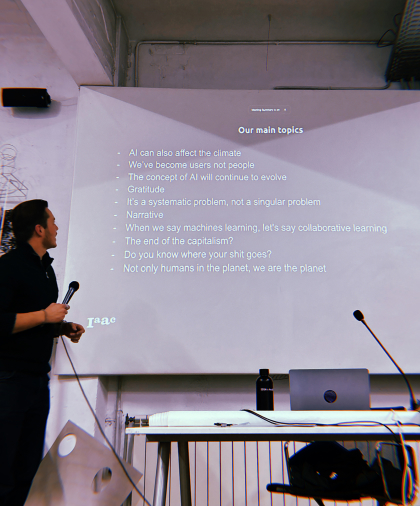 Our main topics
- AI can also affect the climate
- We've become users not people
- The concept of AI will continue to evolve
- Gratitude
- It's a systematic problem, not a singular problem
- Narrative
- When we say machines learning, let's say collaborative learning
- The end of the capitalism?
- Do you know where your shit goes?
- Not only humans in the planet, we are the planet
Iaac